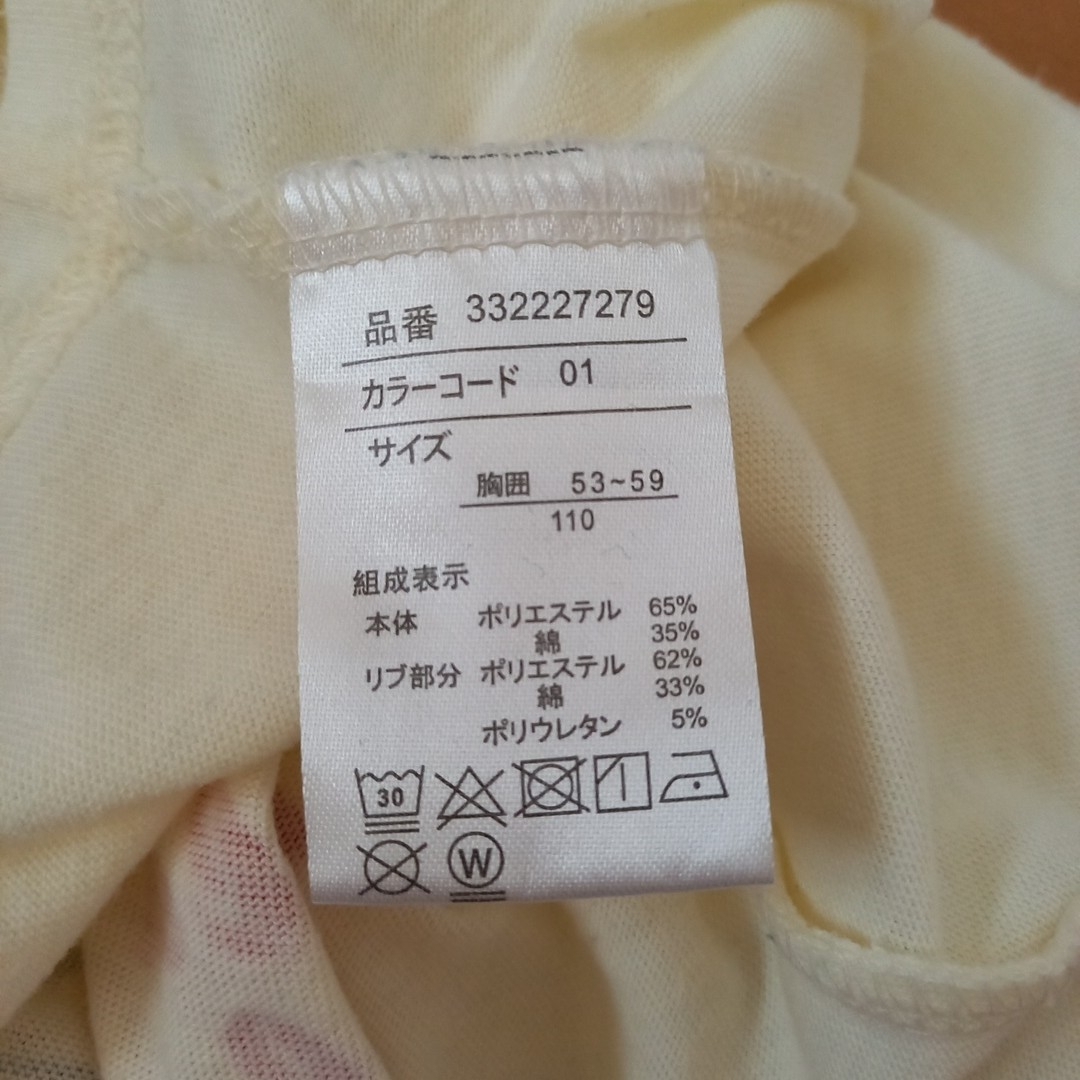 品番 332227279
カラーコード 01
サイズ
胸囲 53~59
110
組成表示
本体 ポリエステル 65%
綿 35%
リブ部分 ポリエステル 62%
綿 33%
ポリウレタン 5%
30
W